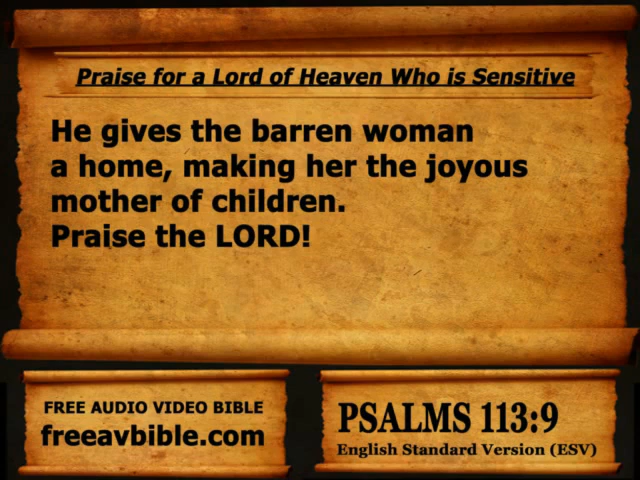 Praise for a Lord of Heaven Who is Sensitive
He gives the barren woman
a home, making her the joyous
mother of children.
Praise the LORD!
FREE AUDIO VIDEO BIBLE
freeavbible.com
PSALMS 113:9
English Standard Version (ESV)